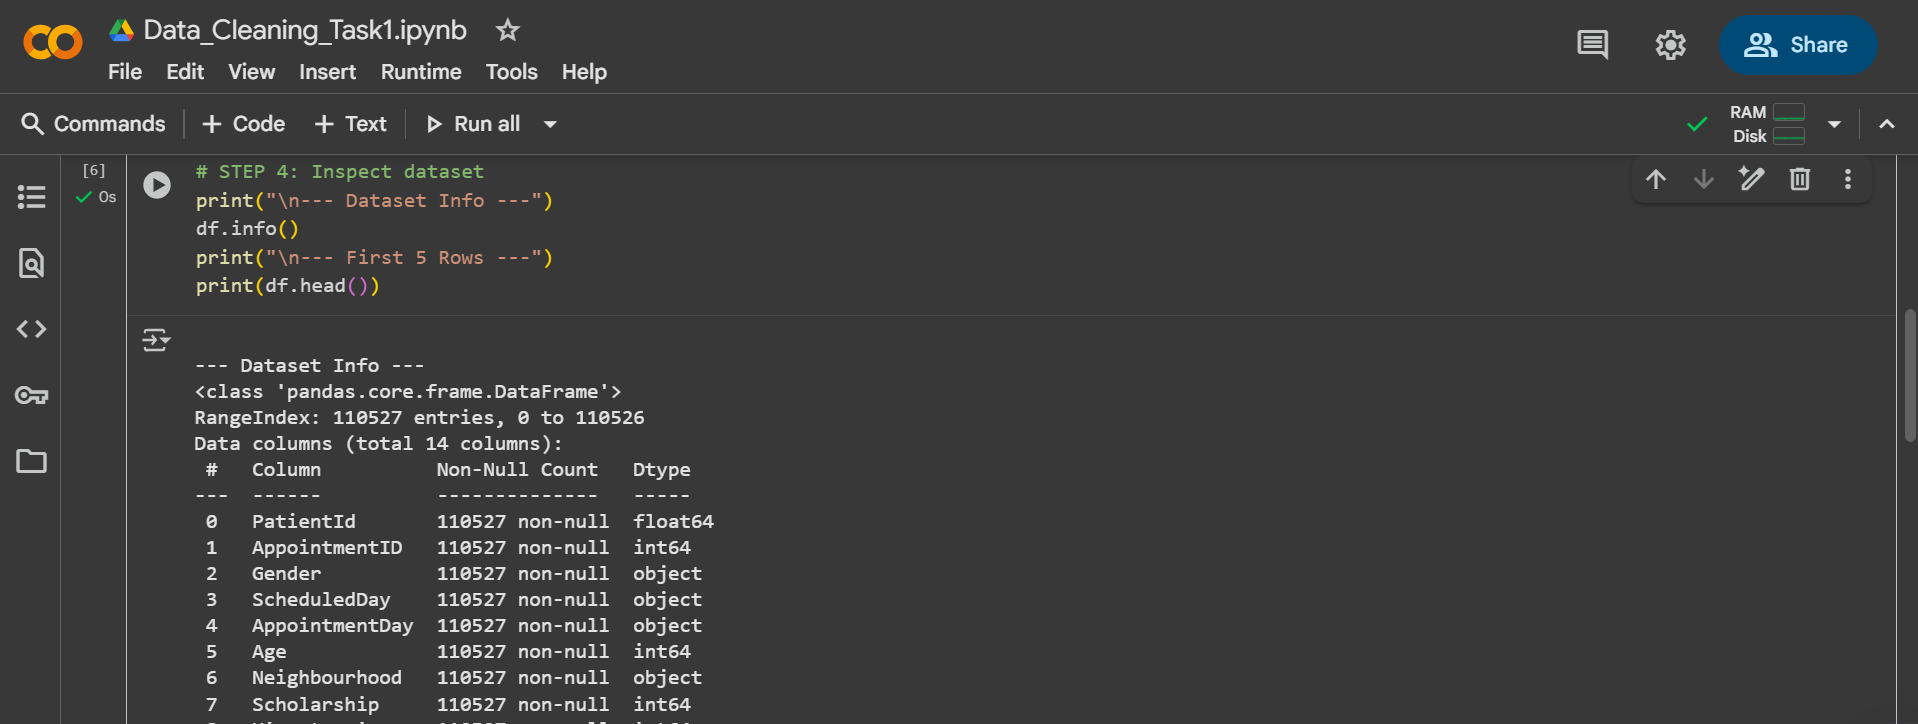 Data_Cleaning_Task1.ipynb
File Edit View Insert Runtime Tools Help
Share
Commands + Code + Text Run all
RAM
Disk
[6]
0s
# STEP 4: Inspect dataset
print("\n--- Dataset Info ---")
df.info()
print("\n--- First 5 Rows ---")
print(df.head())
--- Dataset Info ---
<class 'pandas.core.frame.DataFrame'>
RangeIndex: 110527 entries, 0 to 110526
Data columns (total 14 columns):
 #   Column         Non-Null Count   Dtype
---  ------         --------------   -----
 0   PatientId      110527 non-null  float64
 1   AppointmentID  110527 non-null  int64
 2   Gender         110527 non-null  object
 3   ScheduledDay   110527 non-null  object
 4   AppointmentDay 110527 non-null  object
 5   Age            110527 non-null  int64
 6   Neighbourhood  110527 non-null  object
 7   Scholarship    110527 non-null  int64